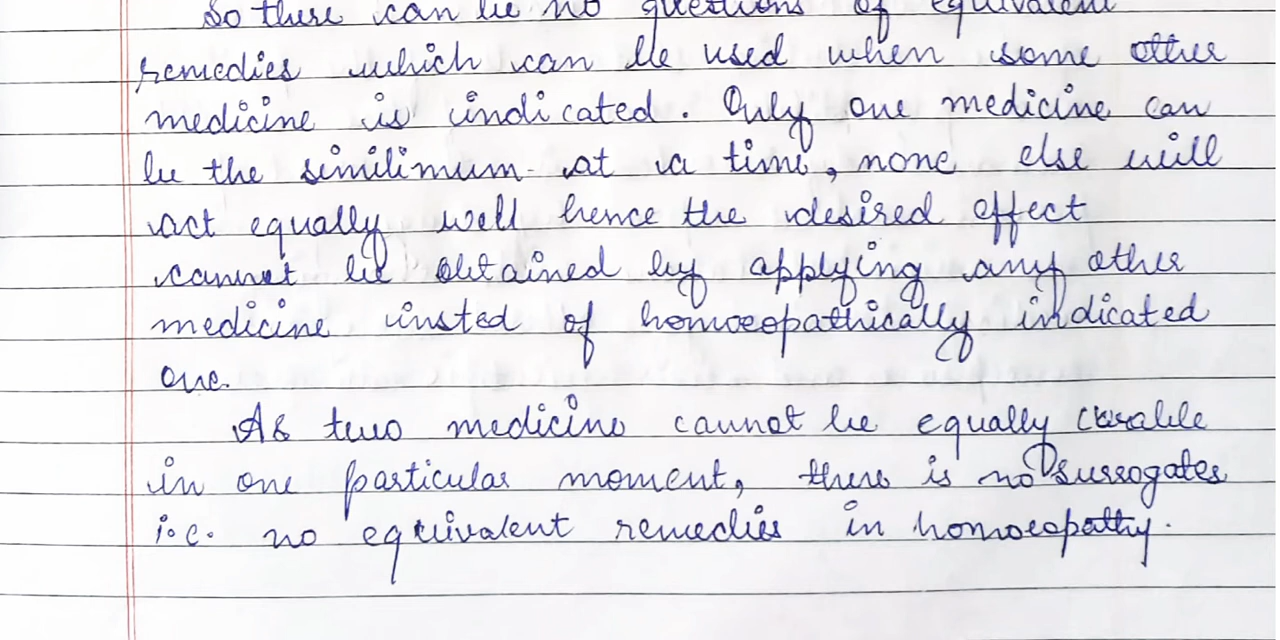 So there can be no questions of equivalent
remedies which can be used when some other
medicine is indicated. Only one medicine can
be the similimum at a time, none else will
act equally well hence the desired effect
cannot be obtained by applying any other
medicine insted of homoeopathically indicated
one.
As two medicine cannot be equally curable
in one particular moment, there is no surrogates
i.e. no equivalent remedies in homoeopathy.